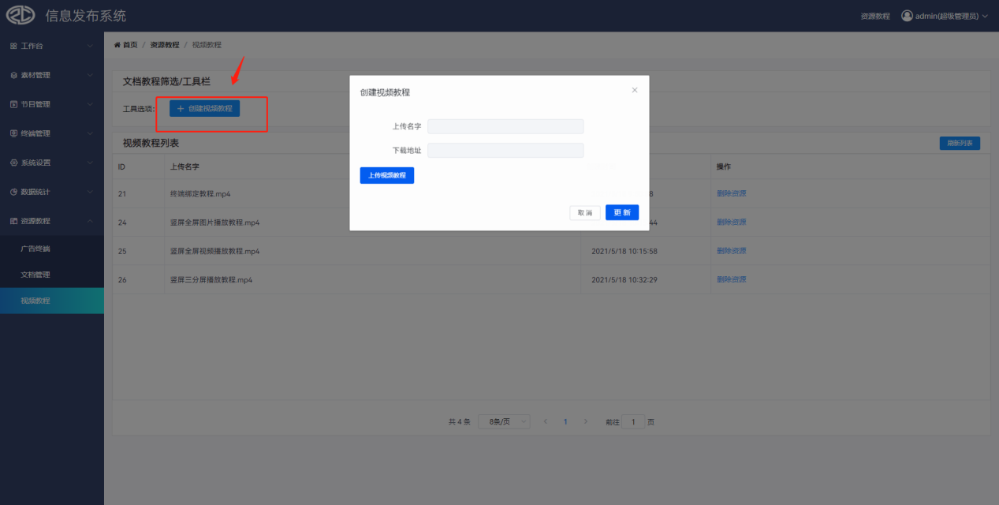 信息发布系统
资源教程 admin(超级管理员)
工作台
素材管理
节目管理
终端管理
系统设置
数据统计
资源教程
广告终端
文档管理
视频教程
首页 / 资源教程 / 视频教程
文档教程筛选/工具栏
工具选项: + 创建视频教程
视频教程列表 刷新列表
ID 上传名字 操作
21 终端绑定教程.mp4 8 删除资源
24 竖屏全屏图片播放教程.mp4 44 删除资源
25 竖屏全屏视频播放教程.mp4 2021/5/18 10:15:58 删除资源
26 竖屏三分屏播放教程.mp4 2021/5/18 10:32:29 删除资源
共 4 条 8条/页 1 前往 1 页
创建视频教程
上传名字
下载地址
上传视频教程
取消 更新